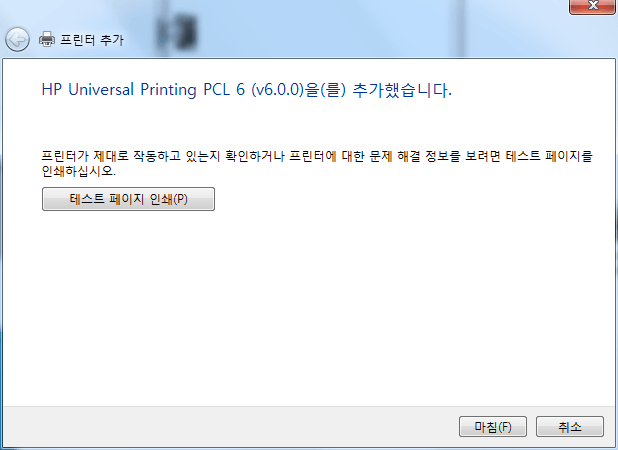 프린터 추가
HP Universal Printing PCL 6 (v6.0.0)을(를) 추가했습니다.
프린터가 제대로 작동하고 있는지 확인하거나 프린터에 대한 문제 해결 정보를 보려면 테스트 페이지를
인쇄하십시오.
테스트 페이지 인쇄(P)
마침(F)
취소